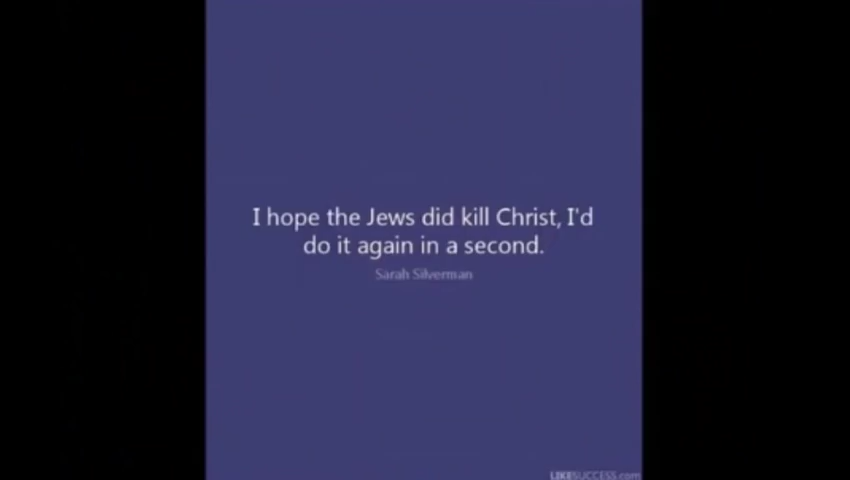 I hope the Jews did kill Christ, I'd
do it again in a second.
Sarah Silverman
LIKESUCCESS.com